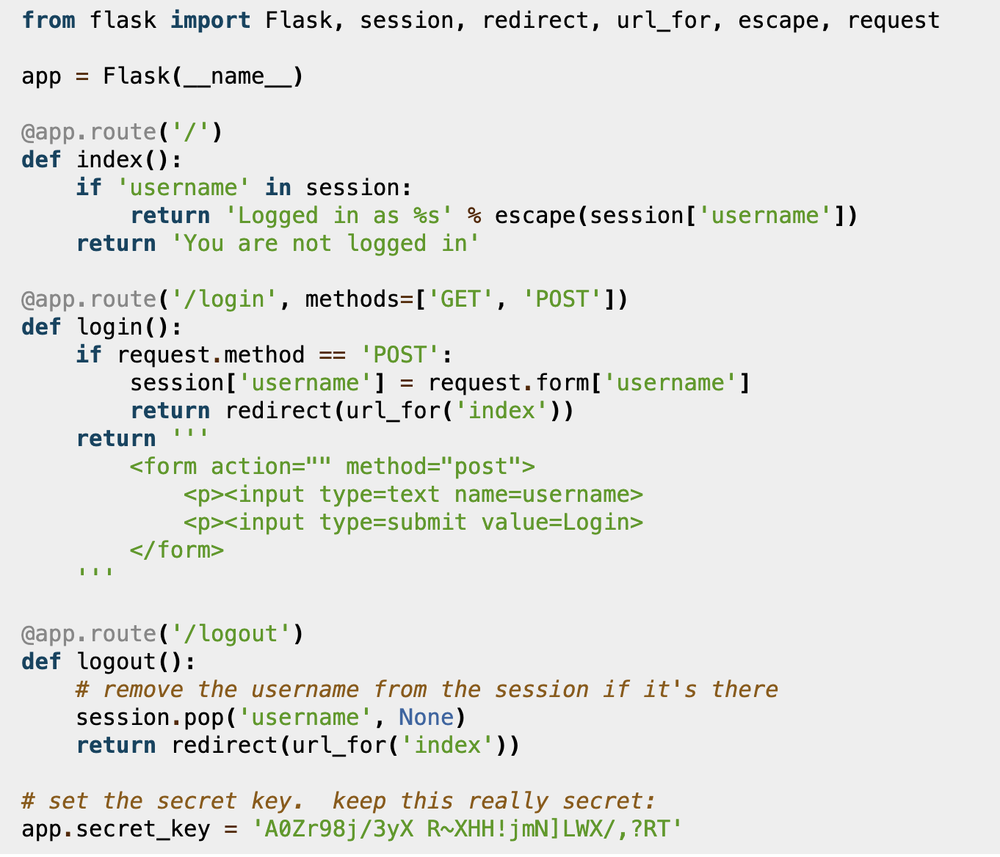 from flask import Flask, session, redirect, url_for, escape, request

app = Flask(__name__)

@app.route('/')
def index():
    if 'username' in session:
        return 'Logged in as %s' % escape(session['username'])
    return 'You are not logged in'

@app.route('/login', methods=['GET', 'POST'])
def login():
    if request.method == 'POST':
        session['username'] = request.form['username']
        return redirect(url_for('index'))
    return '''
        <form action="" method="post">
            <p><input type=text name=username>
            <p><input type=submit value=Login>
        </form>
    '''

@app.route('/logout')
def logout():
    # remove the username from the session if it's there
    session.pop('username', None)
    return redirect(url_for('index'))

# set the secret key.  keep this really secret:
app.secret_key = 'A0Zr98j/3yX R~XHH!jmN]LWX/,?RT'